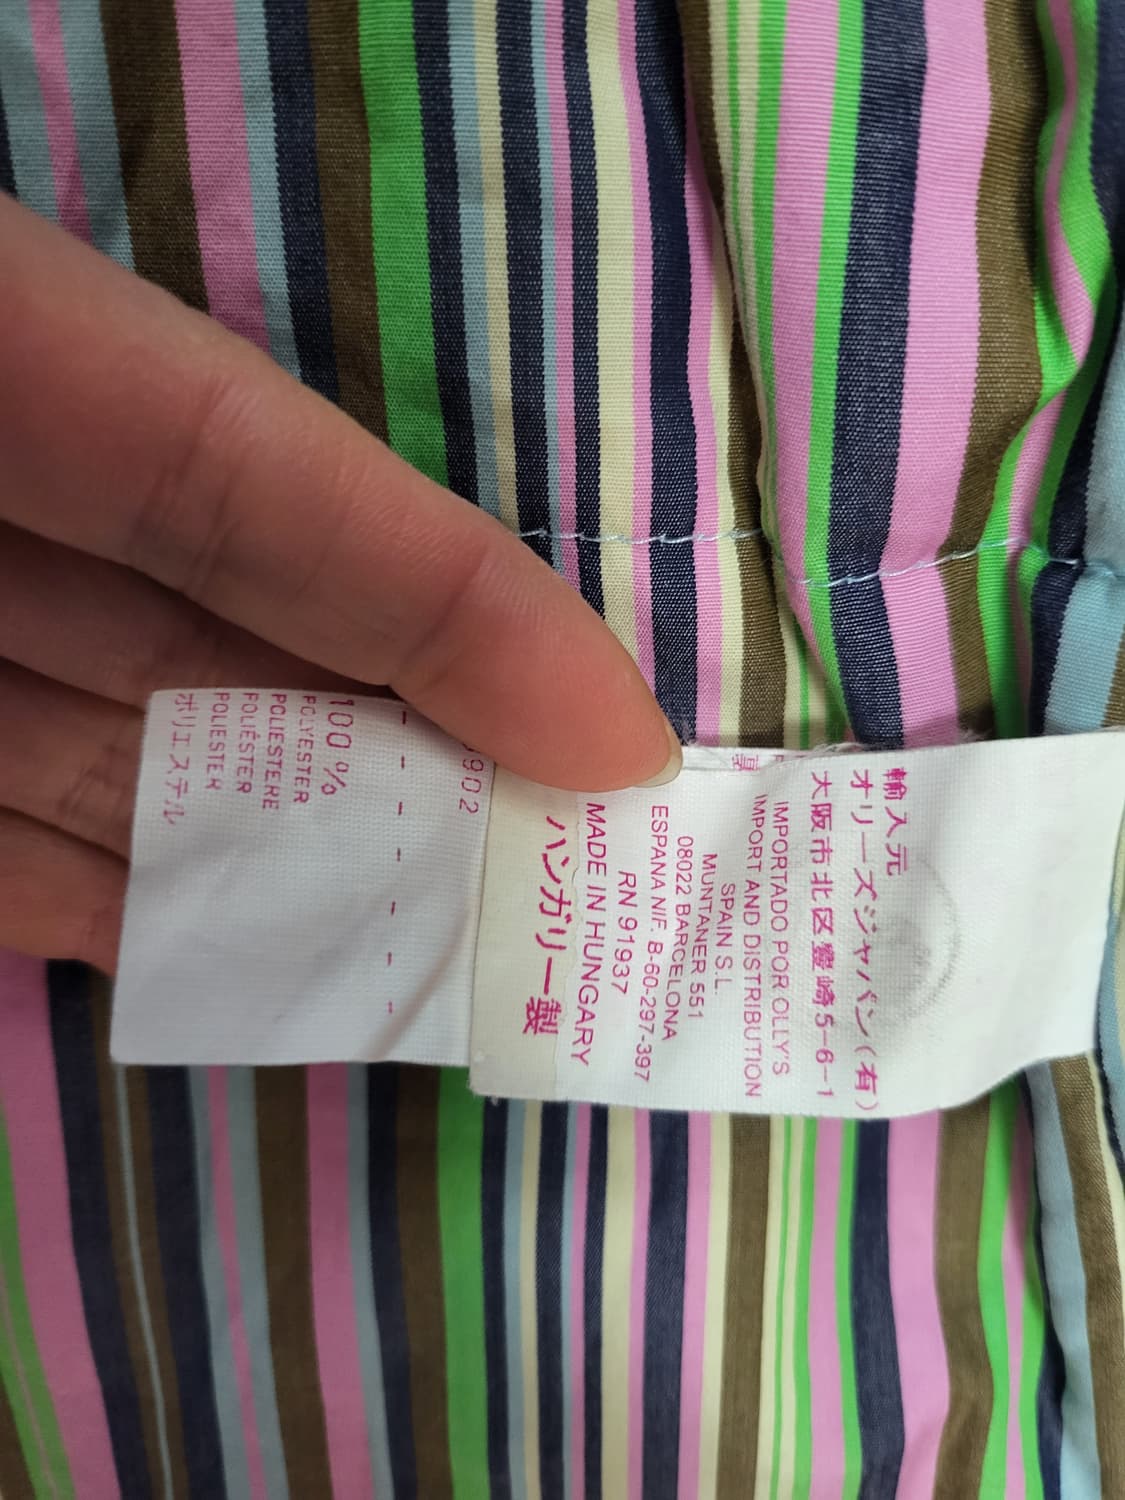 輸入元
オリーズジャパン(有)
大阪市北区豊崎5-6-1
IMPORTADO POR OLLY'S
IMPORT AND DISTRIBUTION
SPAIN S.L.
MUNTANER 551
08022 BARCELONA
ESPANA NIF. B-60-297-397
RN 91937
MADE IN HUNGARY
ハンガリー製
902
100%
POLYESTER
POLIESTERE
POLIÉSTER
POLIESTER
ポリエステル